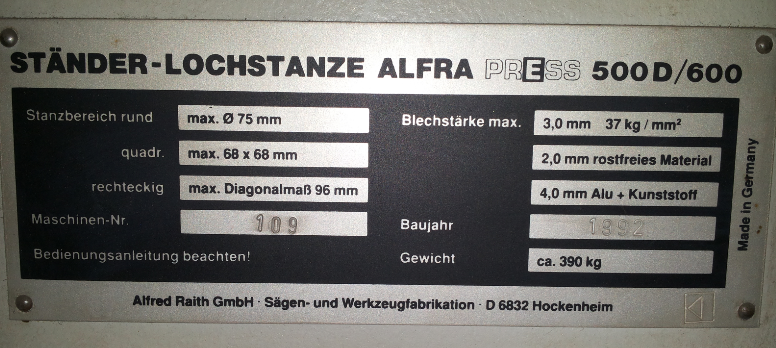 STÄNDER-LOCHSTANZE ALFRA PRESS 500D/600
Stanzbereich rund max. Ø 75 mm
quadr. max. 68 x 68 mm
rechteckig max. Diagonalmaß 96 mm
Maschinen-Nr. 109
Bedienungsanleitung beachten!
Blechstärke max. 3,0 mm 37 kg/mm²
2,0 mm rostfreies Material
4,0 mm Alu + Kunststoff
Baujahr 1992
Gewicht ca. 390 kg
Made in Germany
Alfred Raith GmbH · Sägen- und Werkzeugfabrikation · D 6832 Hockenheim